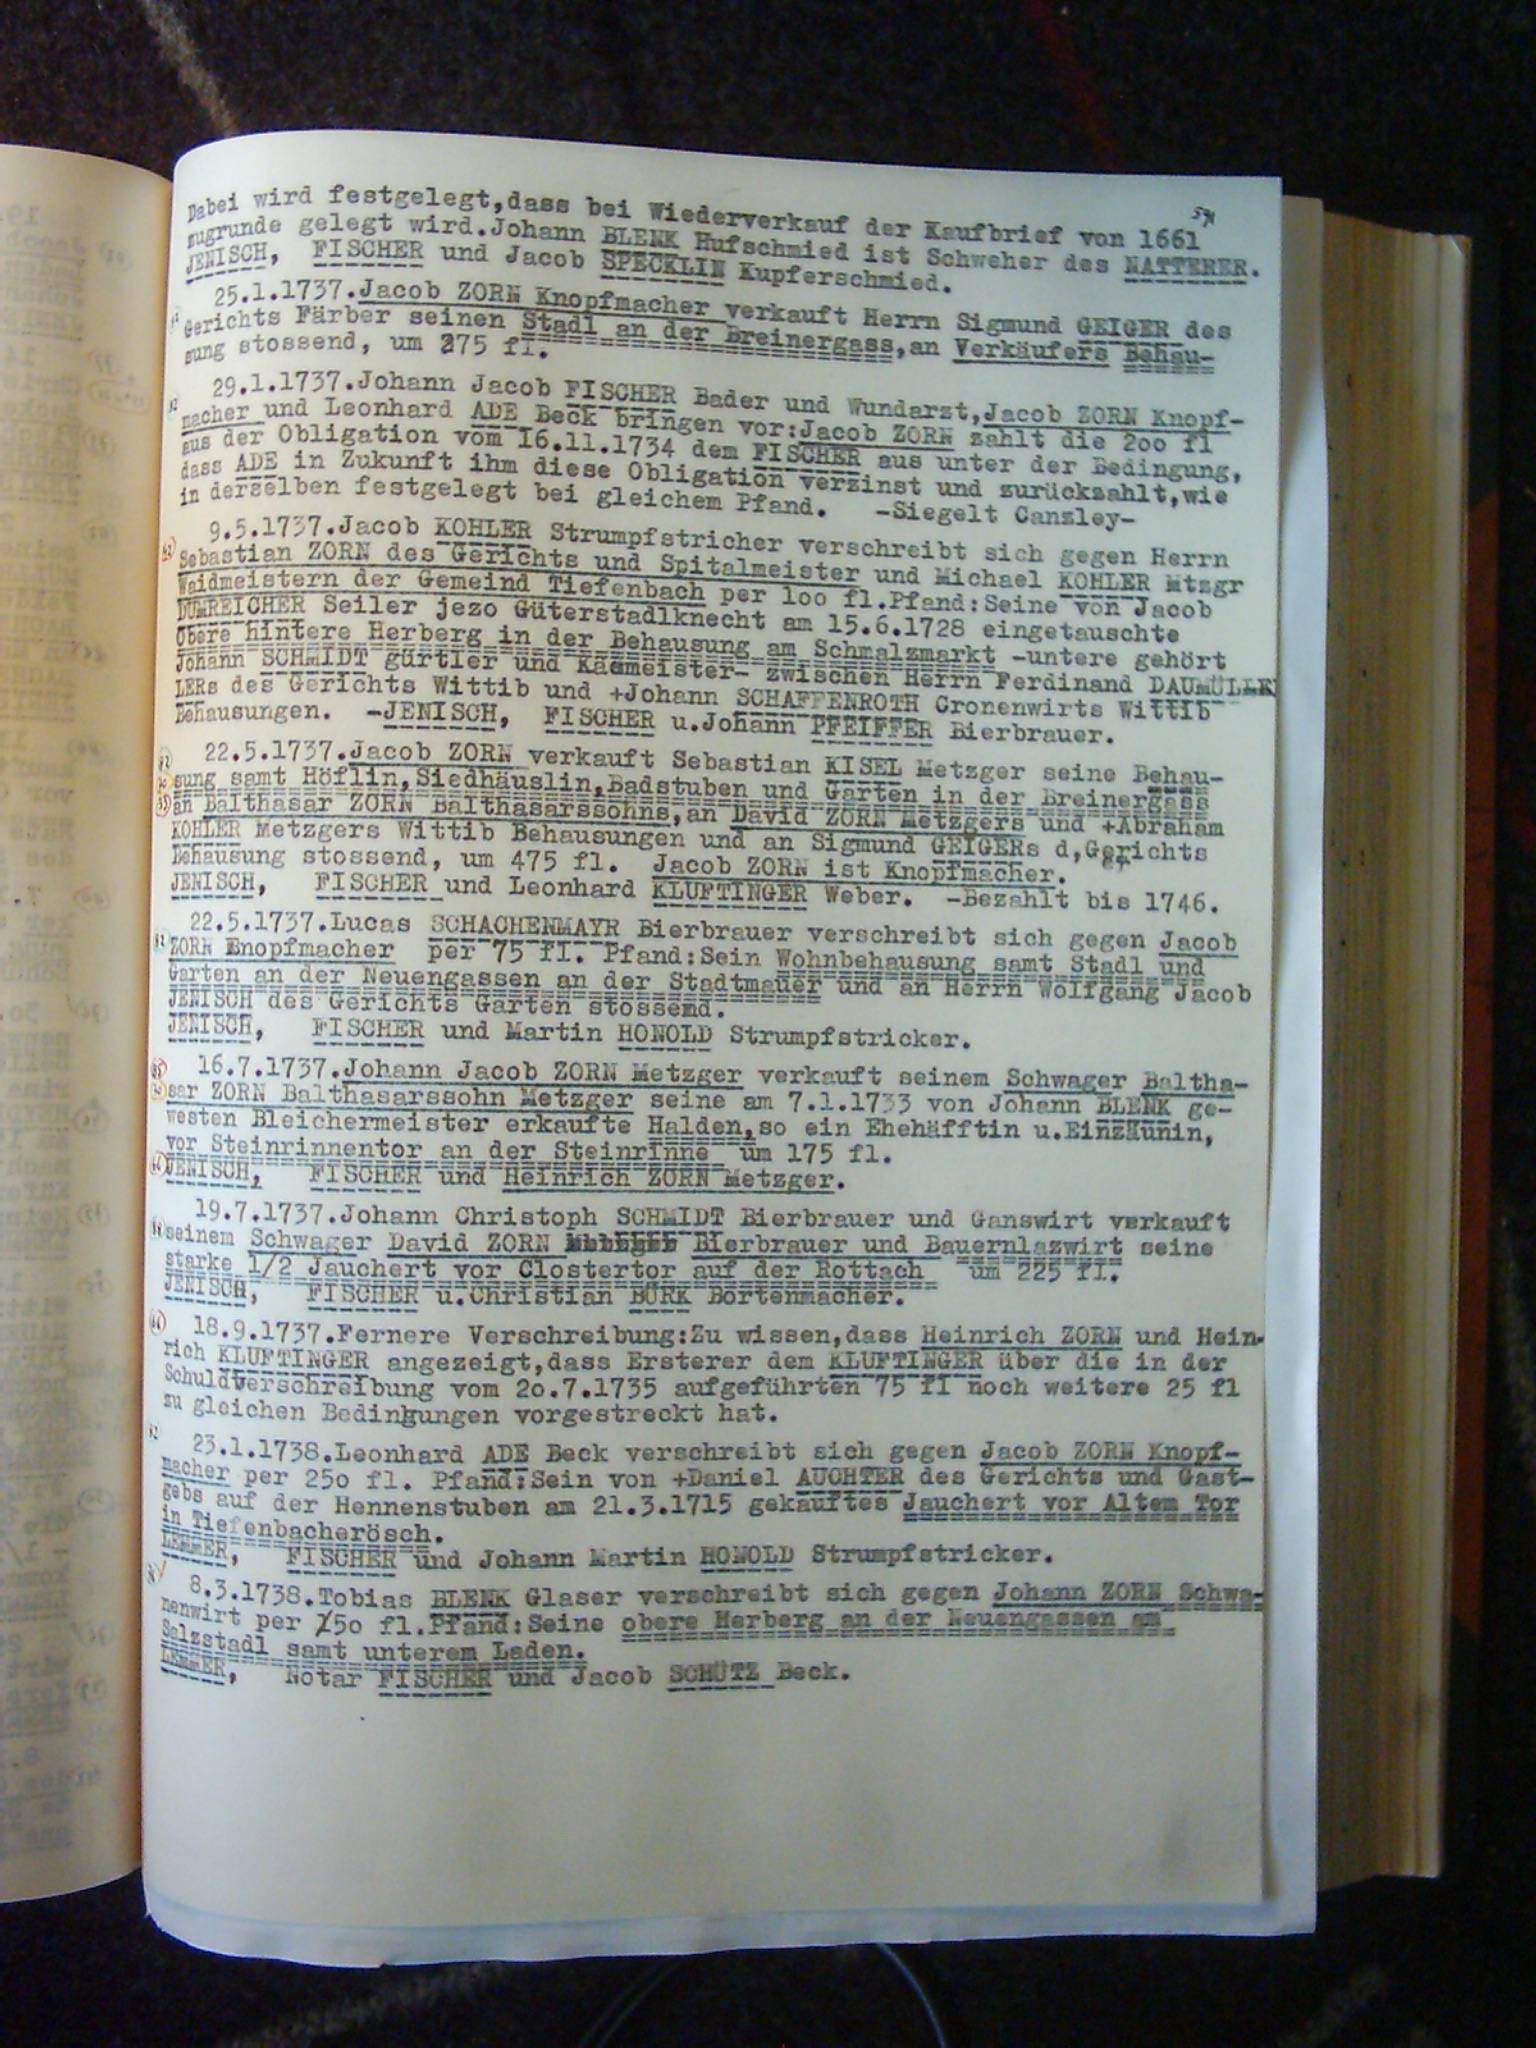 571
Dabei wird festgelegt,dass bei Wiederverkauf der Kaufbrief von 1661
zugrunde gelegt wird.Johann BLENK Hufschmied ist Schweher des NATTERER.
JENISCH, FISCHER und Jacob SPECKLIN Kupferschmied.
25.1.1737.Jacob ZORN Knopfmacher verkauft Herrn Sigmund GEIGER des
Gerichts Färber seinen Stadl an der Breinergass,an Verkäufers Behau-
sung stossend, um 275 fl.
29.1.1737.Johann Jacob FISCHER Bader und Wundarzt,Jacob ZORN Knopf-
macher und Leonhard ADE Beck bringen vor:Jacob ZORN zahlt die 2oo fl
aus der Obligation vom 16.11.1734 dem FISCHER aus unter der Bedingung,
dass ADE in Zukunft ihm diese Obligation verzinst und zurückzahlt,wie
in derselben festgelegt bei gleichem Pfand. -Siegelt Canzley-
9.5.1737.Jacob KOHLER Strumpfstricher verschreibt sich gegen Herrn
Sebastian ZORN des Gerichts und Spitalmeister und Michael KOHLER Mtzgr
Waidmeistern der Gemeind Tiefenbach per 1oo fl.Pfand:Seine von Jacob
DUMREICHER Seiler jezo Güterstadlknecht am 15.6.1728 eingetauschte
Obere hintere Herberg in der Behausung am Schmalzmarkt -untere gehört
Johann SCHMIDT gürtler und Käsmeister- zwischen Herrn Ferdinand DAUMÜLLE
LERs des Gerichts Wittib und +Johann SCHAFFENROTH Cronenwirts Wittib
Behausungen. -JENISCH, FISCHER u.Johann PFEIFFER Bierbrauer.
22.5.1737.Jacob ZORN verkauft Sebastian KISEL Metzger seine Behau-
sung samt Höflin,Siedhäuslin,Badstuben und Garten in der Breinergass
an Balthasar ZORN Balthasarssohns,an David ZORN Metzgers und +Abraham
KOHLER Metzgers Wittib Behausungen und an Sigmund GEIGERs d,Gerichts
Behausung stossend, um 475 fl. Jacob ZORN ist Knopfmacher.
JENISCH, FISCHER und Leonhard KLUFTINGER Weber. -Bezahlt bis 1746.
22.5.1737.Lucas SCHACHENMAYR Bierbrauer verschreibt sich gegen Jacob
ZORN Knopfmacher per 75 fl. Pfand:Sein Wohnbehausung samt Stadl und
Garten an der Neuengassen an der Stadtmauer und an Herrn Wolfgang Jacob
JENISCH des Gerichts Garten stossend.
JENISCH, FISCHER und Martin HONOLD Strumpfstricker.
16.7.1737.Johann Jacob ZORN Metzger verkauft seinem Schwager Baltha-
sar ZORN Balthasarssohn Metzger seine am 7.1.1733 von Johann BLENK ge-
westen Bleichermeister erkaufte Halden,so ein Ehehäfftin u.Einzäunin,
vor Steinrinnentor an der Steinrinne um 175 fl.
JENISCH, FISCHER und Heinrich ZORN Metzger.
19.7.1737.Johann Christoph SCHMIDT Bierbrauer und Ganswirt verkauft
seinem Schwager David ZORN Bierbrauer und Bauernlazwirt seine
starke 1/2 Jauchert vor Clostertor auf der Rottach um 225 fl.
JENISCH, FISCHER u.Christian BÜRK Bortenmacher.
18.9.1737.Fernere Verschreibung:Zu wissen,dass Heinrich ZORN und Hein-
rich KLUFTINGER angezeigt,dass Ersterer dem KLUFTINGER über die in der
Schuldverschreibung vom 2o.7.1735 aufgeführten 75 fl noch weitere 25 fl
zu gleichen Bedingungen vorgestreckt hat.
23.1.1738.Leonhard ADE Beck verschreibt sich gegen Jacob ZORN Knopf-
macher per 25o fl. Pfand:Sein von +Daniel AUCHTER des Gerichts und Gast-
gebs auf der Hennenstuben am 21.3.1715 gekauftes Jauchert vor Altem Tor
in Tiefenbacherösch.
LEMMER, FISCHER und Johann Martin HONOLD Strumpfstricker.
8.3.1738.Tobias BLENK Glaser verschreibt sich gegen Johann ZORN Schwa-
nenwirt per 15o fl.Pfand:Seine obere Herberg an der Neuengassen am
Salzstadl samt unterem Laden.
LEMMER, Notar FISCHER und Jacob SCHÜTZ Beck.